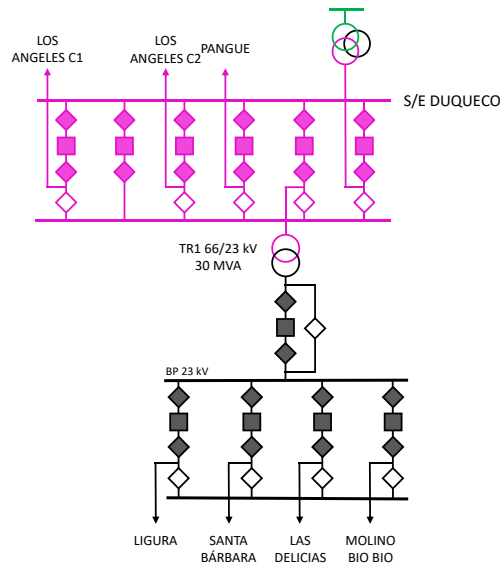 LOS
ANGELES C1
LOS
ANGELES C2
PANGUE
S/E DUQUECO
TR1 66/23 kV
30 MVA
BP 23 kV
LIGURA
SANTA
BÁRBARA
LAS
DELICIAS
MOLINO
BIO BIO